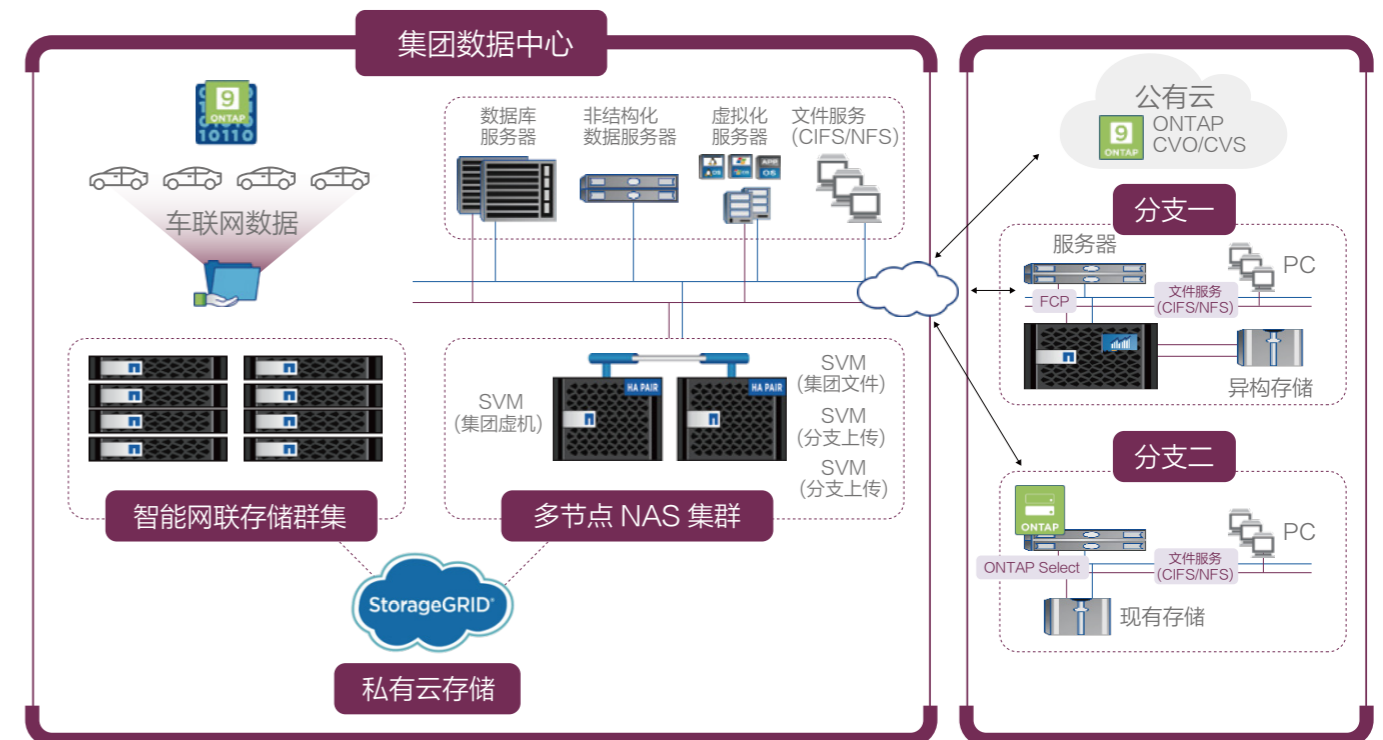 集团数据中心
9
ONTAP
10110
车联网数据
数据库
服务器
非结构化
数据服务器
虚拟化
服务器
文件服务
(CIFS/NFS)
OS
APP
OS
SVM
(集团虚机)
HA PAIR
HA PAIR
SVM
(集团文件)
SVM
(分支上传)
SVM
(分支上传)
智能网联存储群集
多节点 NAS 集群
StorageGRID
私有云存储
公有云
9
ONTAP
ONTAP
CVO/CVS
分支一
服务器
PC
FCP
文件服务
(CIFS/NFS)
异构存储
分支二
ONTAP
PC
ONTAP Select
文件服务
(CIFS/NFS)
现有存储